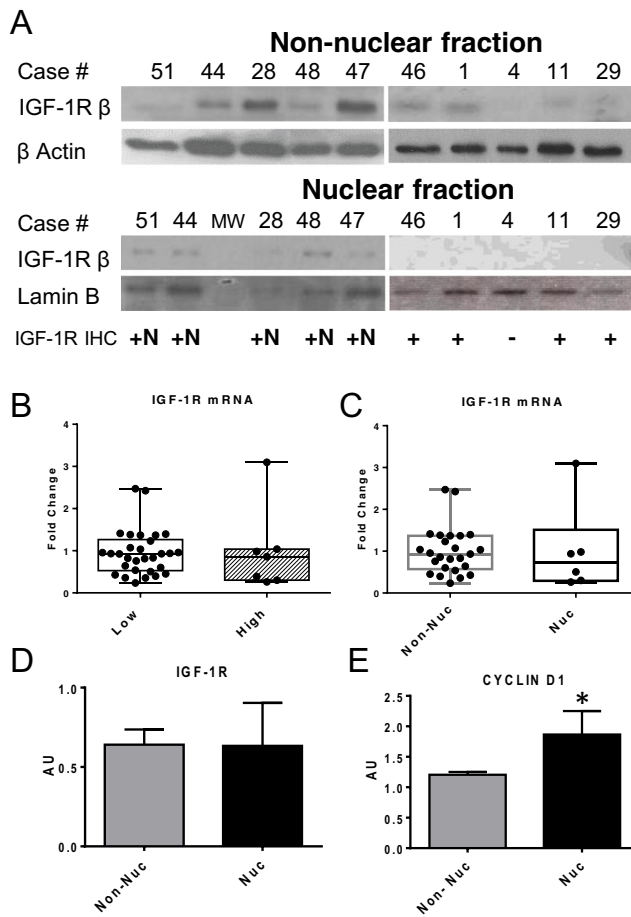 A
Non-nuclear fraction
Case # 51 44 28 48 47 46 1 4 11 29
IGF-1R β
β Actin
Nuclear fraction
Case # 51 44 MW 28 48 47 46 1 4 11 29
IGF-1R β
Lamin B
IGF-1R IHC +N +N +N +N +N + + - + +
B
IGF-1R mRNA
Fold Change
4
3
2
1
0
Low High
C
IGF-1R mRNA
Fold Change
4
3
2
1
0
Non-Nuc Nuc
D
IGF-1R
AU
1.0
0.5
0.0
Non-Nuc Nuc
E
CYCLIN D1
AU
2.5
2.0
1.5
1.0
0.5
0.0
*
Non- Nuc Nuc